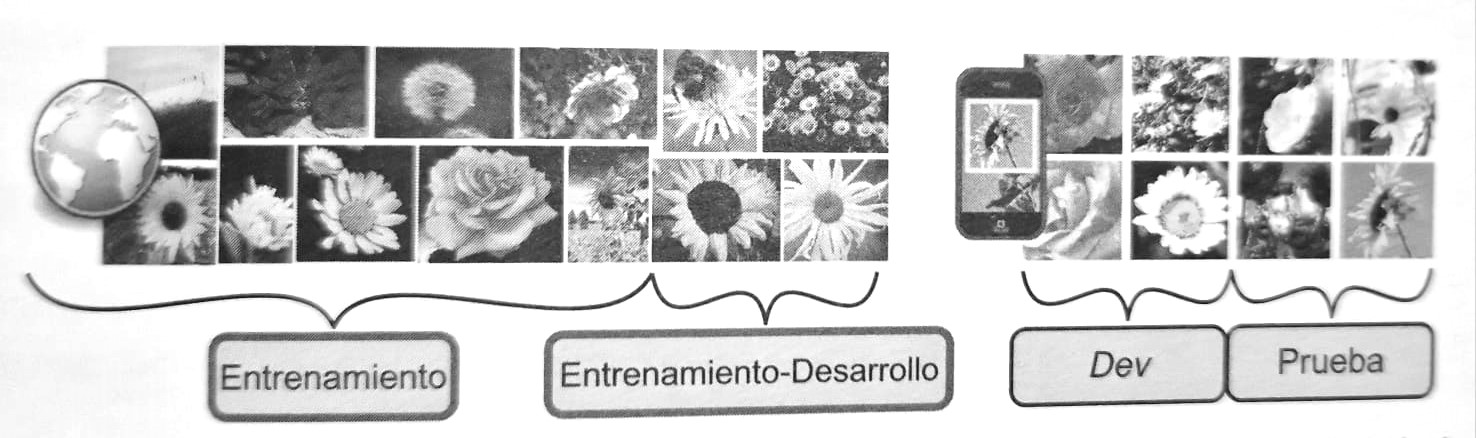 Entrenamiento
Entrenamiento-Desarrollo
Dev
Prueba